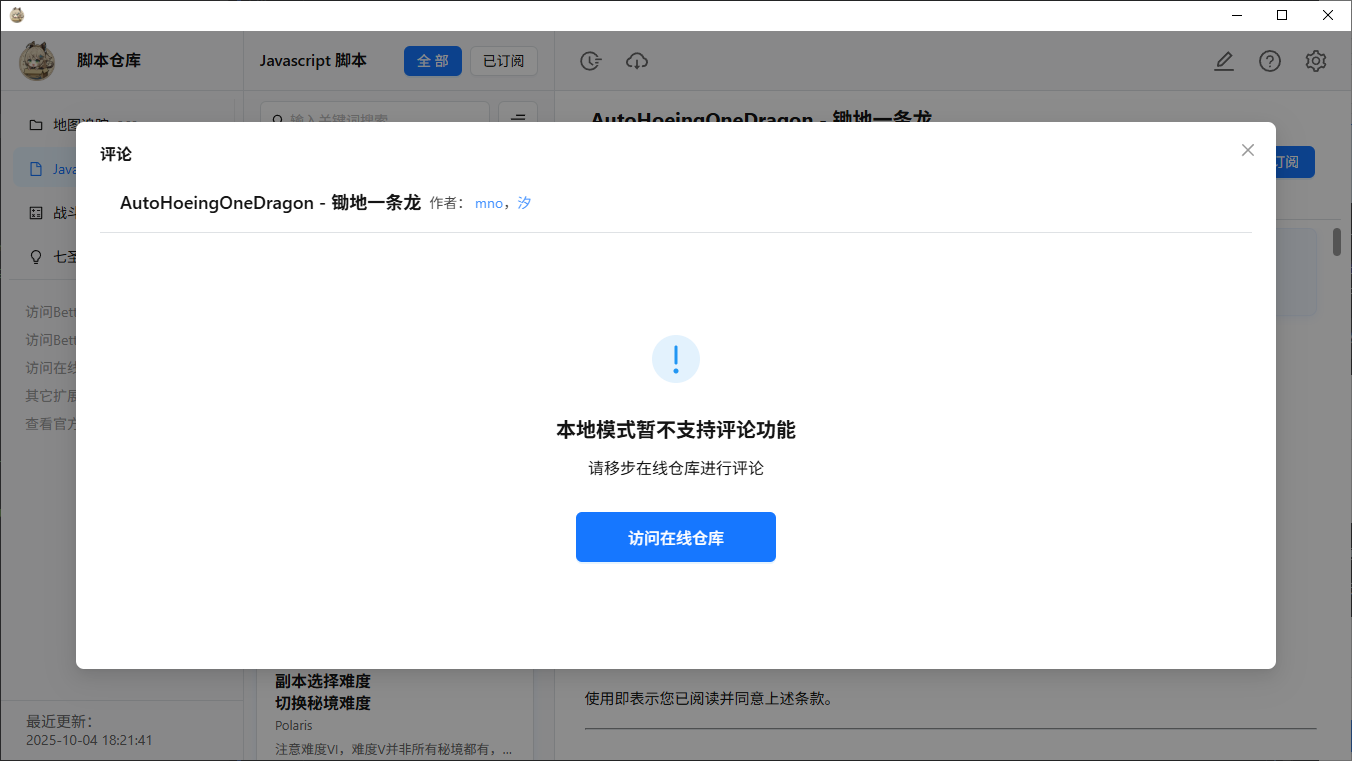 脚本仓库
Javascript 脚本
全 部
已订阅
地图追踪
输入关键词搜索
AutoHoeingOneDragon - 锄地一条龙
Java
订阅
战斗
七圣
访问Bett
访问Bett
访问在线
其它扩展
查看官方
评论
AutoHoeingOneDragon - 锄地一条龙 作者： mno，汐
本地模式暂不支持评论功能
请移步在线仓库进行评论
访问在线仓库
副本选择难度
切换秘境难度
Polaris
注意难度VI，难度V并非所有秘境都有，...
使用即表示您已阅读并同意上述条款。
最近更新：
2025-10-04 18:21:41